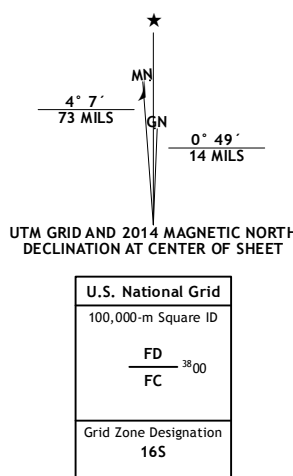 ★
MN
4° 7´
73 MILS
GN
0° 49´
14 MILS
UTM GRID AND 2014 MAGNETIC NORTH
DECLINATION AT CENTER OF SHEET
U.S. National Grid
100,000-m Square ID
FD
3800
FC
Grid Zone Designation
16S